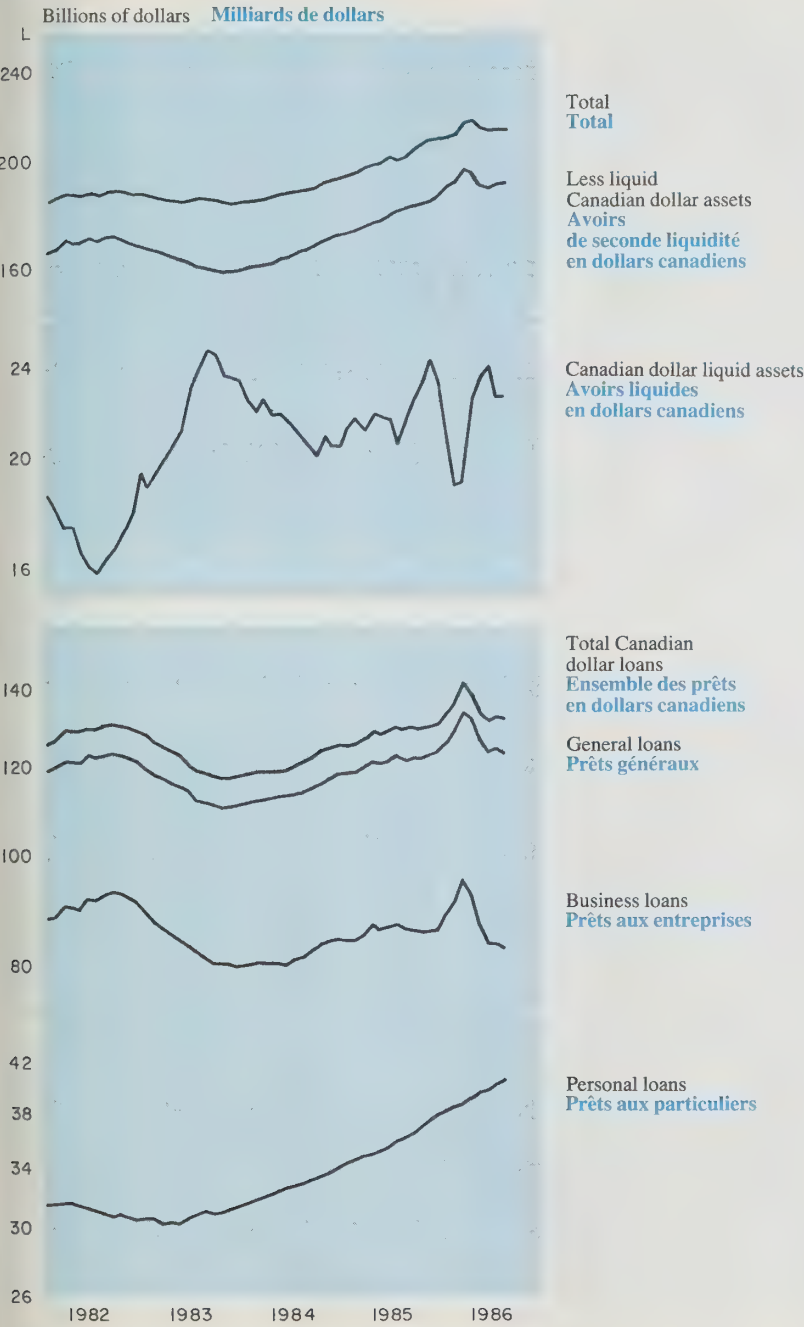 Billions of dollars Milliards de dollars
L
240
Total
Total
200
Less liquid
Canadian dollar assets
Avoirs
de seconde liquidité
en dollars canadiens
160
24
Canadian dollar liquid assets
Avoirs liquides
en dollars canadiens
20
16
Total Canadian
dollar loans
Ensemble des prêts
en dollars canadiens
140
General loans
Prêts généraux
120
100
Business loans
Prêts aux entreprises
80
42
Personal loans
Prêts aux particuliers
38
34
30
26
1982 1983 1984 1985 1986